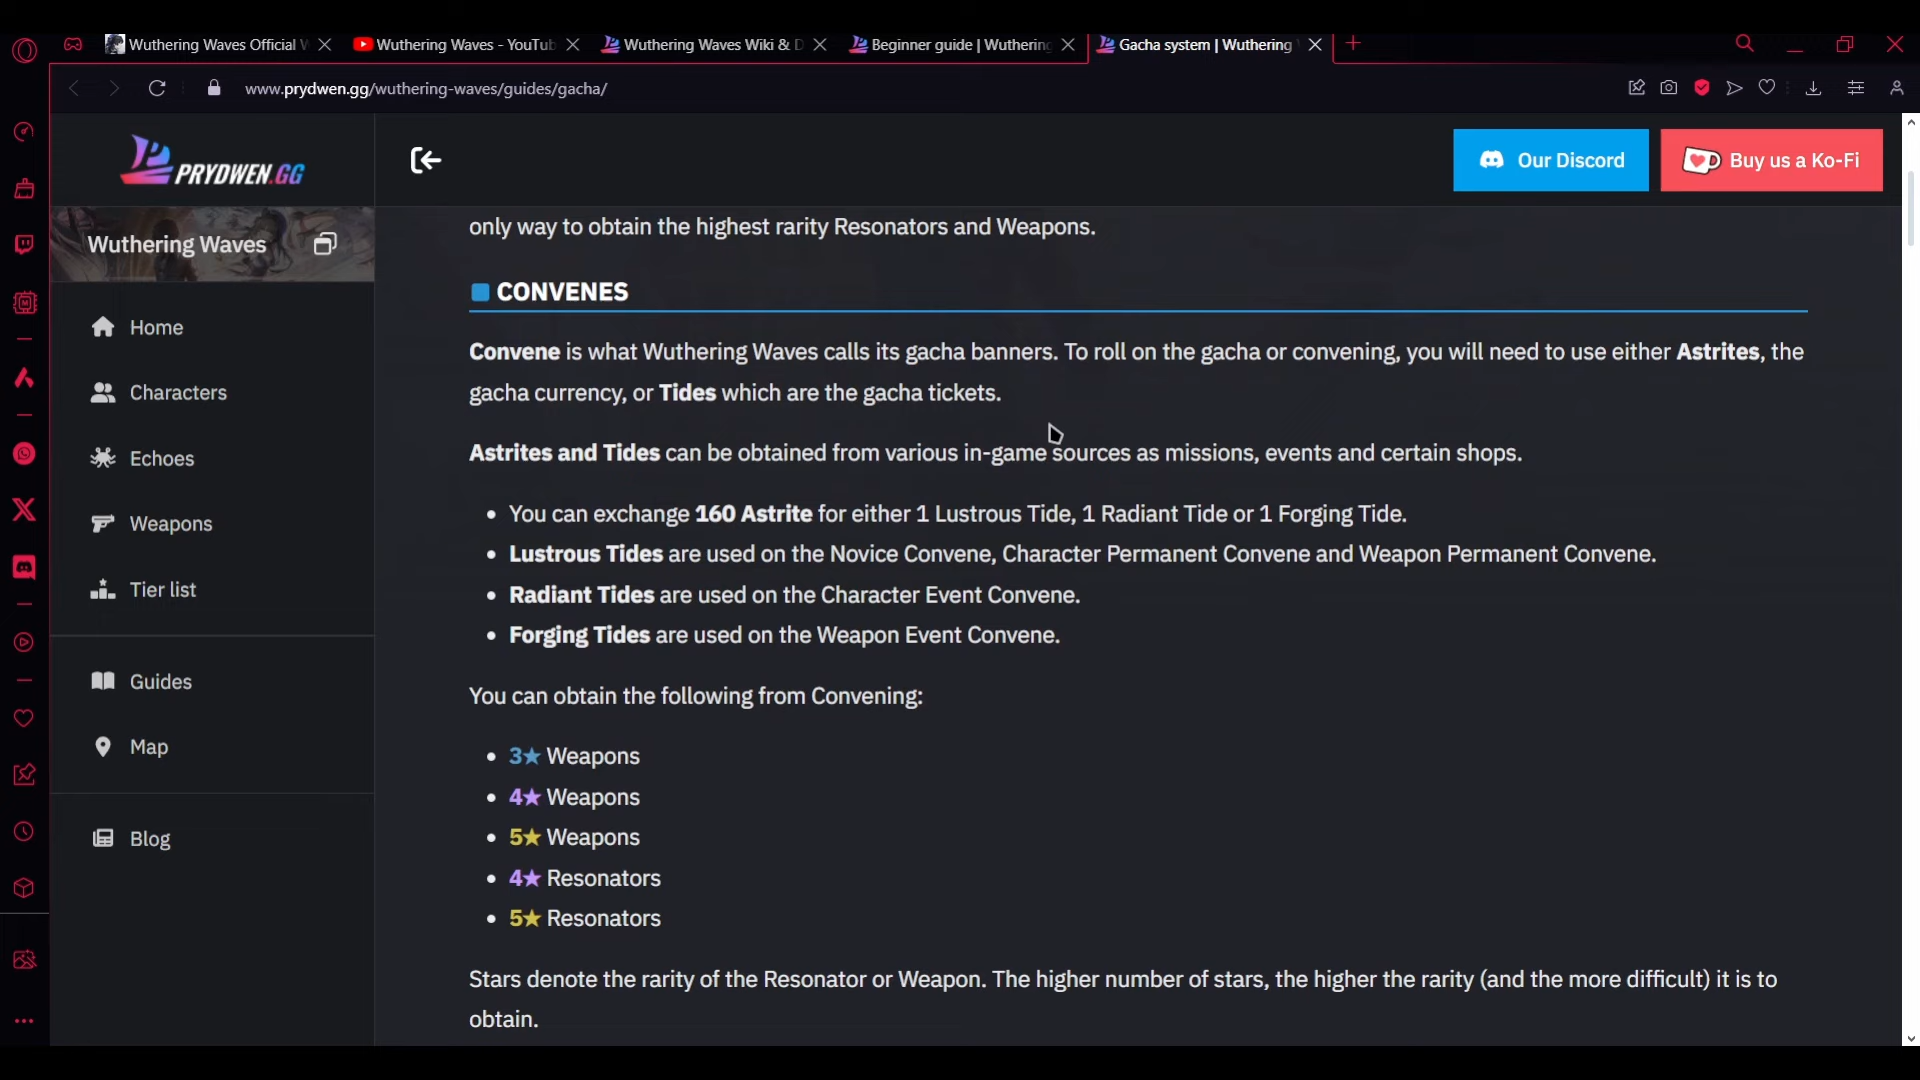 Wuthering Waves Official W
Wuthering Waves - YouTub
Wuthering Waves Wiki & D
Beginner guide | Wuthering
Gacha system | Wuthering
www.prydwen.gg/wuthering-waves/guides/gacha/
PRYDWEN.GG
Our Discord
Buy us a Ko-Fi
Wuthering Waves
Home
Characters
Echoes
Weapons
Tier list
Guides
Map
Blog
only way to obtain the highest rarity Resonators and Weapons.
CONVENES
Convene is what Wuthering Waves calls its gacha banners. To roll on the gacha or convening, you will need to use either Astrites, the
gacha currency, or Tides which are the gacha tickets.
Astrites and Tides can be obtained from various in-game sources as missions, events and certain shops.
• You can exchange 160 Astrite for either 1 Lustrous Tide, 1 Radiant Tide or 1 Forging Tide.
• Lustrous Tides are used on the Novice Convene, Character Permanent Convene and Weapon Permanent Convene.
• Radiant Tides are used on the Character Event Convene.
• Forging Tides are used on the Weapon Event Convene.
You can obtain the following from Convening:
• 3★ Weapons
• 4★ Weapons
• 5★ Weapons
• 4★ Resonators
• 5★ Resonators
Stars denote the rarity of the Resonator or Weapon. The higher number of stars, the higher the rarity (and the more difficult) it is to
obtain.